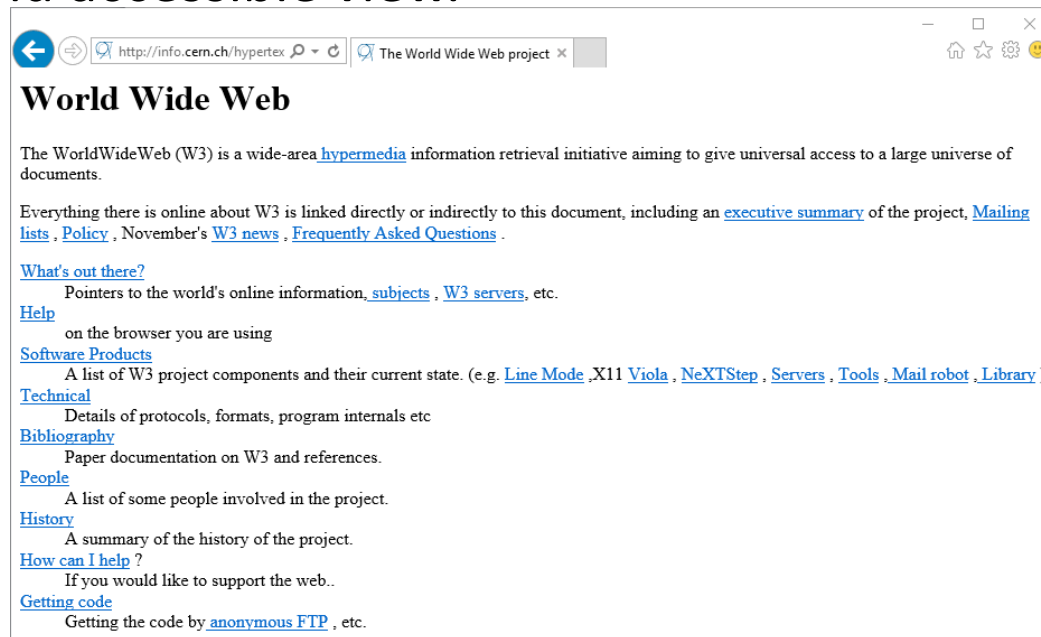 http://info.cern.ch/hypertex
The World Wide Web project
World Wide Web
The WorldWideWeb (W3) is a wide-area hypermedia information retrieval initiative aiming to give universal access to a large universe of
documents.
Everything there is online about W3 is linked directly or indirectly to this document, including an executive summary of the project, Mailing
lists , Policy , November's W3 news , Frequently Asked Questions .
What's out there?
Pointers to the world's online information, subjects , W3 servers, etc.
Help
on the browser you are using
Software Products
A list of W3 project components and their current state. (e.g. Line Mode ,X11 Viola , NeXTStep , Servers , Tools , Mail robot , Library
Technical
Details of protocols, formats, program internals etc
Bibliography
Paper documentation on W3 and references.
People
A list of some people involved in the project.
History
A summary of the history of the project.
How can I help ?
If you would like to support the web..
Getting code
Getting the code by anonymous FTP , etc.